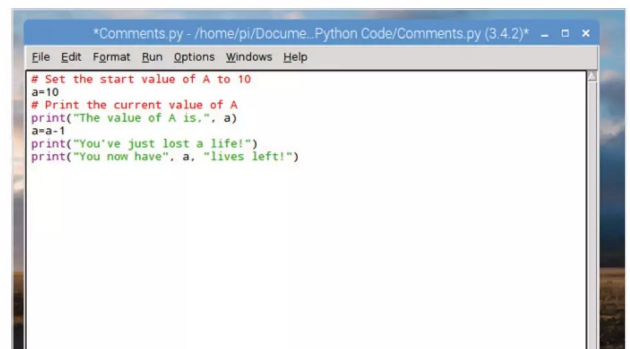 *Comments.py - /home/pi/Docume...Python Code/Comments.py (3.4.2)*
File Edit Format Run Options Windows Help
# Set the start value of A to 10
a=10
# Print the current value of A
print("The value of A is,", a)
a=a-1
print("You've just lost a life!")
print("You now have", a, "lives left!")